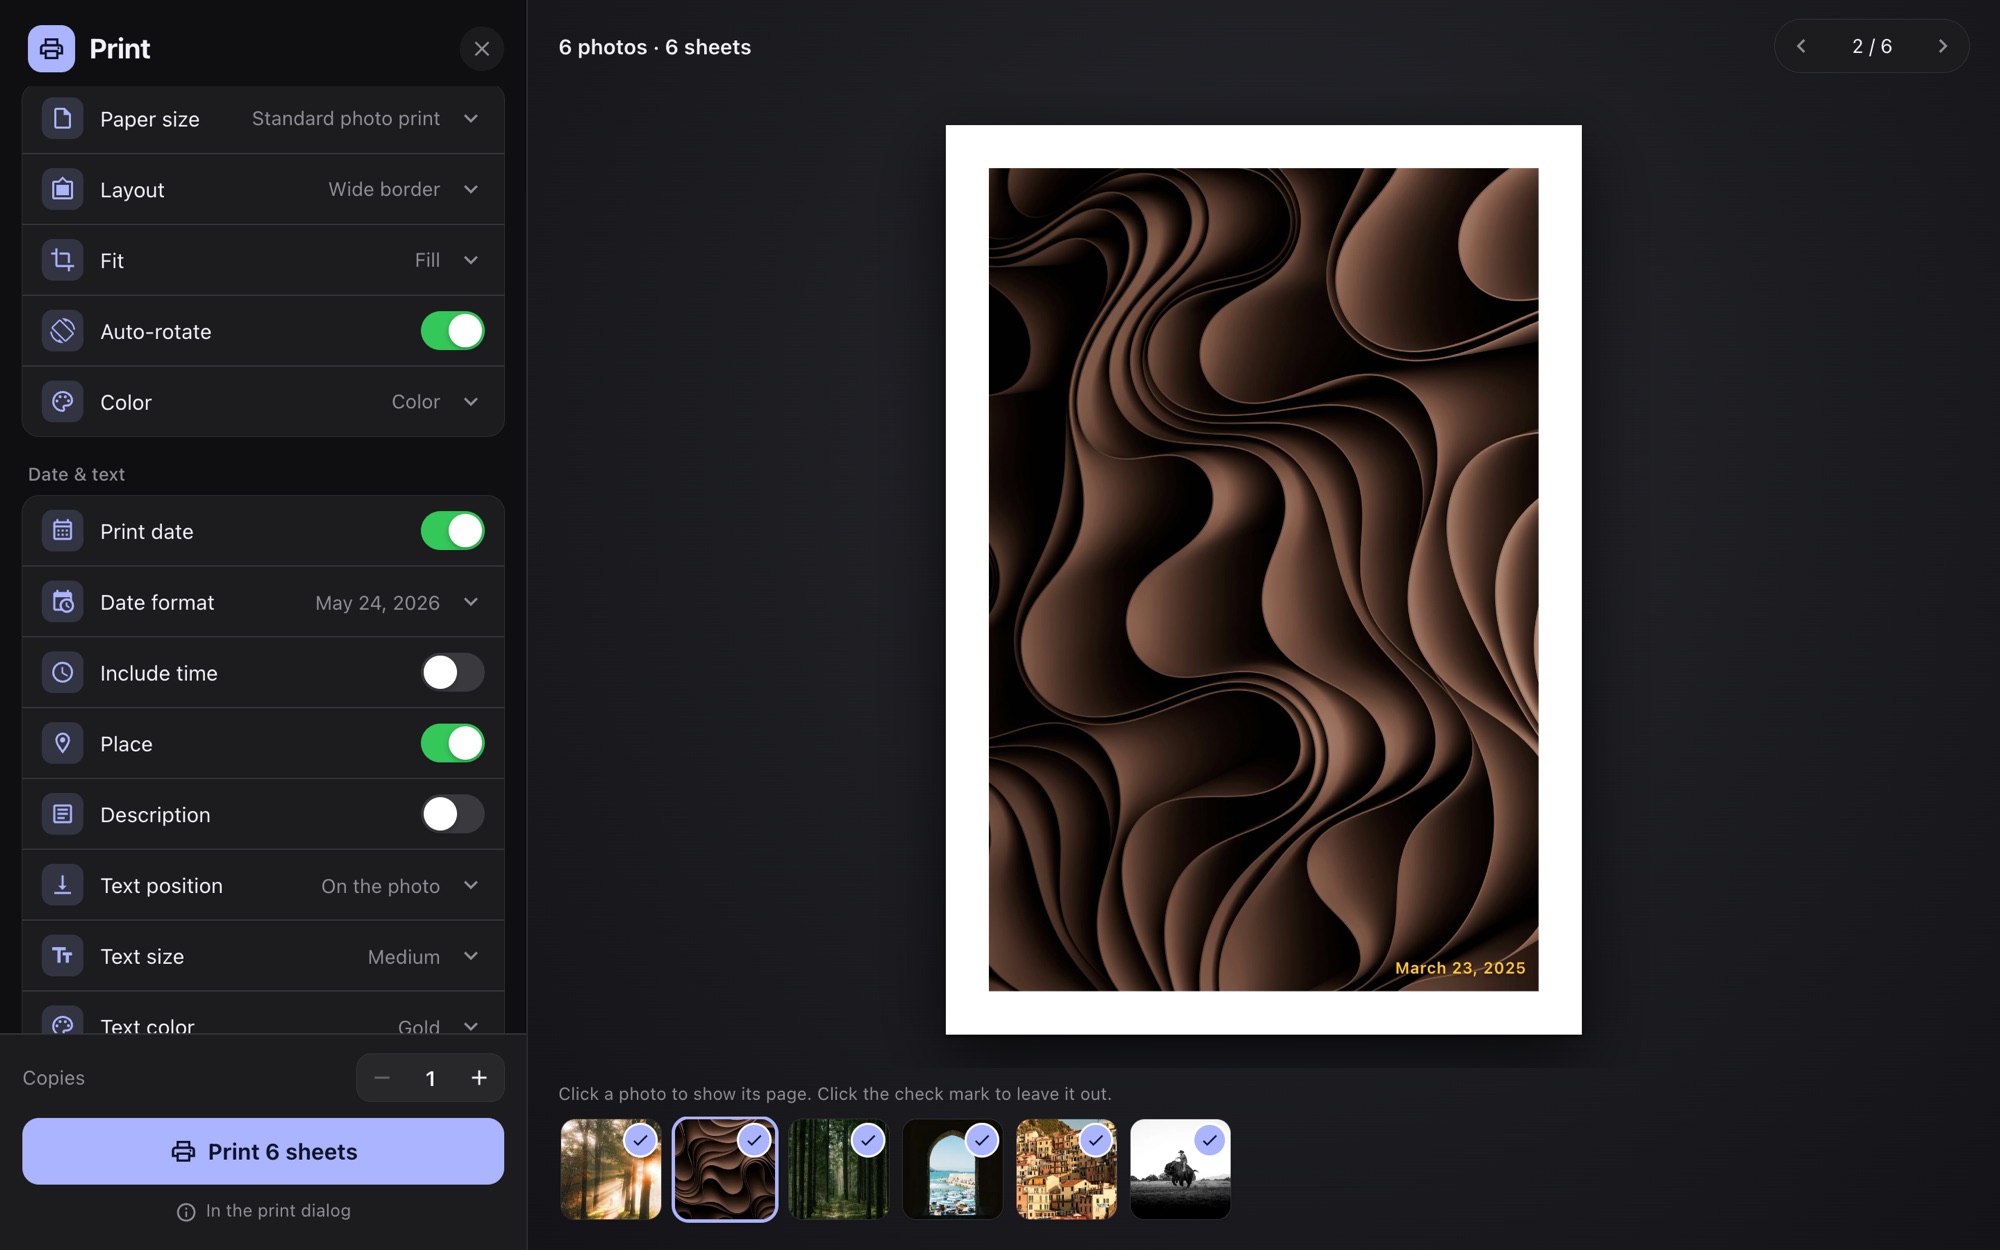 Print
Paper size Standard photo print
Layout Wide border
Fit Fill
Auto-rotate
Color Color
Date & text
Print date
Date format May 24, 2026
Include time
Place
Description
Text position On the photo
Text size Medium
Text color Gold
Copies 1
Print 6 sheets
In the print dialog
6 photos · 6 sheets
2 / 6
March 23, 2025
Click a photo to show its page. Click the check mark to leave it out.